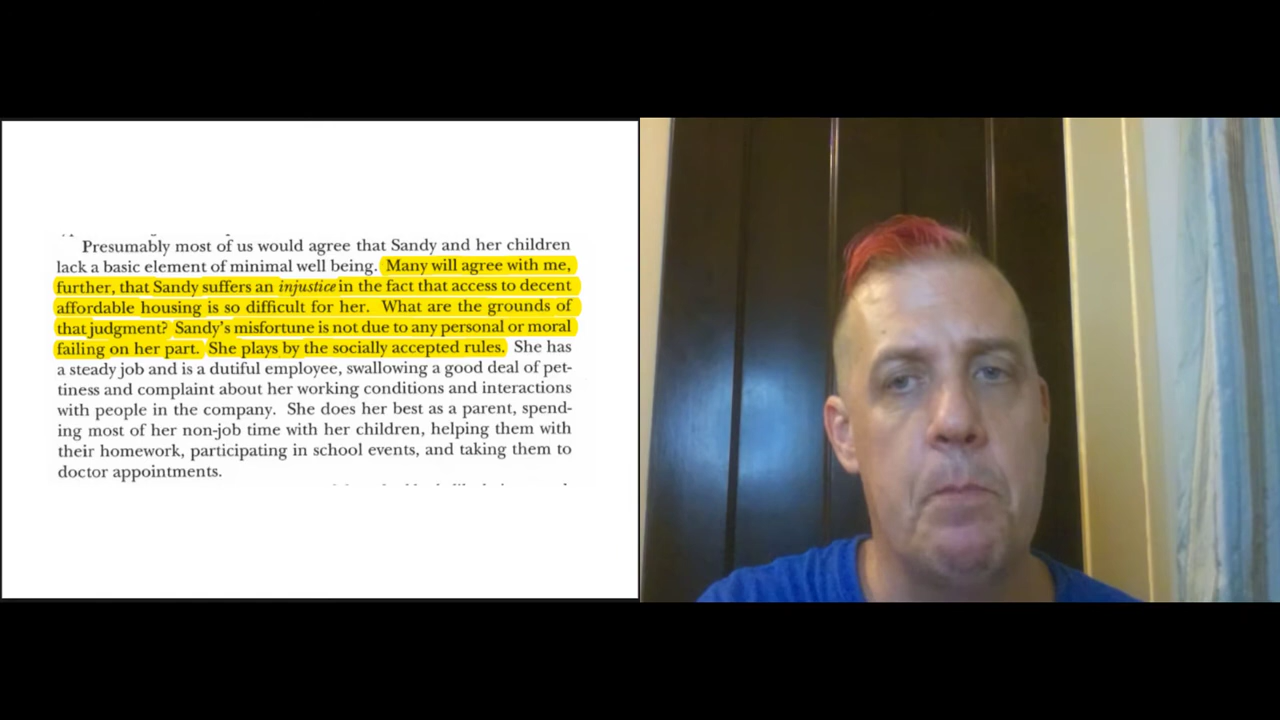 Presumably most of us would agree that Sandy and her children
lack a basic element of minimal well being. Many will agree with me,
further, that Sandy suffers an injustice in the fact that access to decent
affordable housing is so difficult for her. What are the grounds of
that judgment? Sandy's misfortune is not due to any personal or moral
failing on her part. She plays by the socially accepted rules. She has
a steady job and is a dutiful employee, swallowing a good deal of pet-
tiness and complaint about her working conditions and interactions
with people in the company. She does her best as a parent, spend-
ing most of her non-job time with her children, helping them with
their homework, participating in school events, and taking them to
doctor appointments.